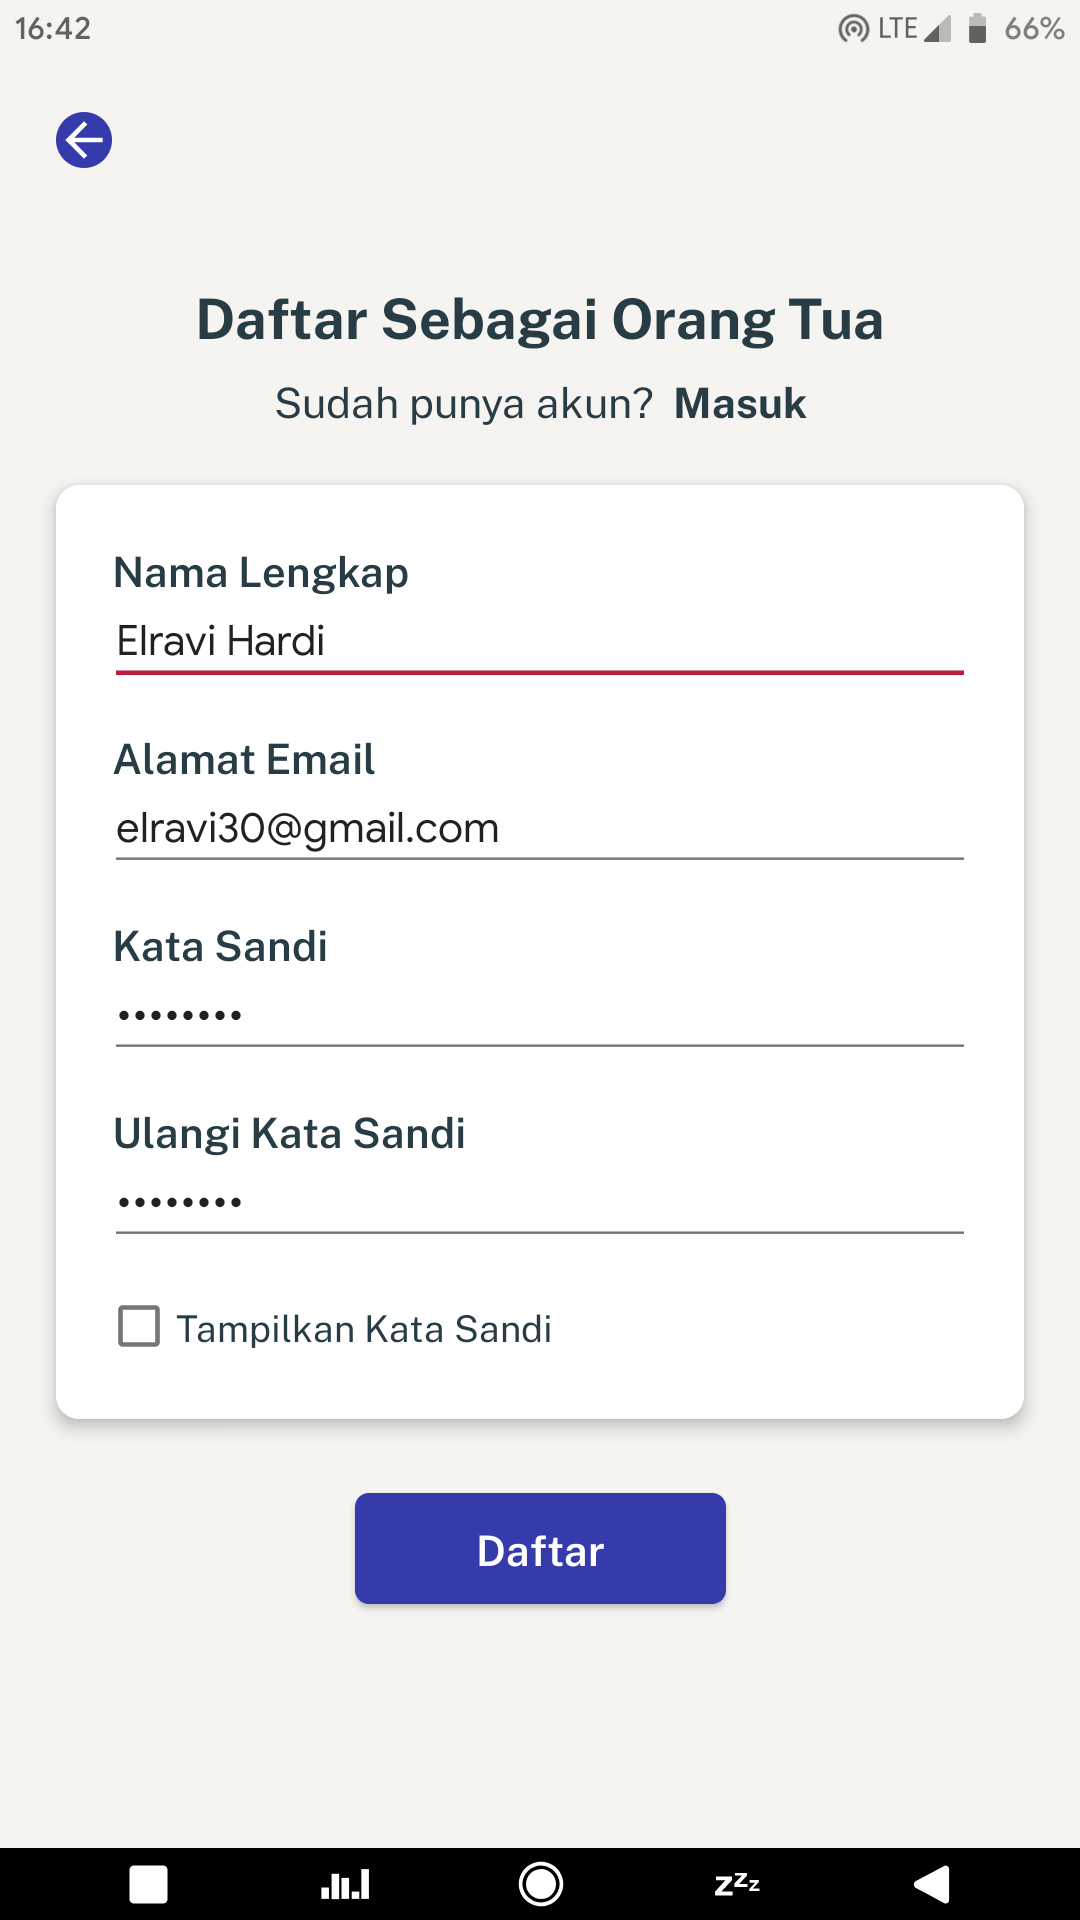 16:42 LTE 66%
Daftar Sebagai Orang Tua
Sudah punya akun? Masuk
Nama Lengkap
Elravi Hardi
Alamat Email
elravi30@gmail.com
Kata Sandi
••••••••
Ulangi Kata Sandi
••••••••
Tampilkan Kata Sandi
Daftar
zzz